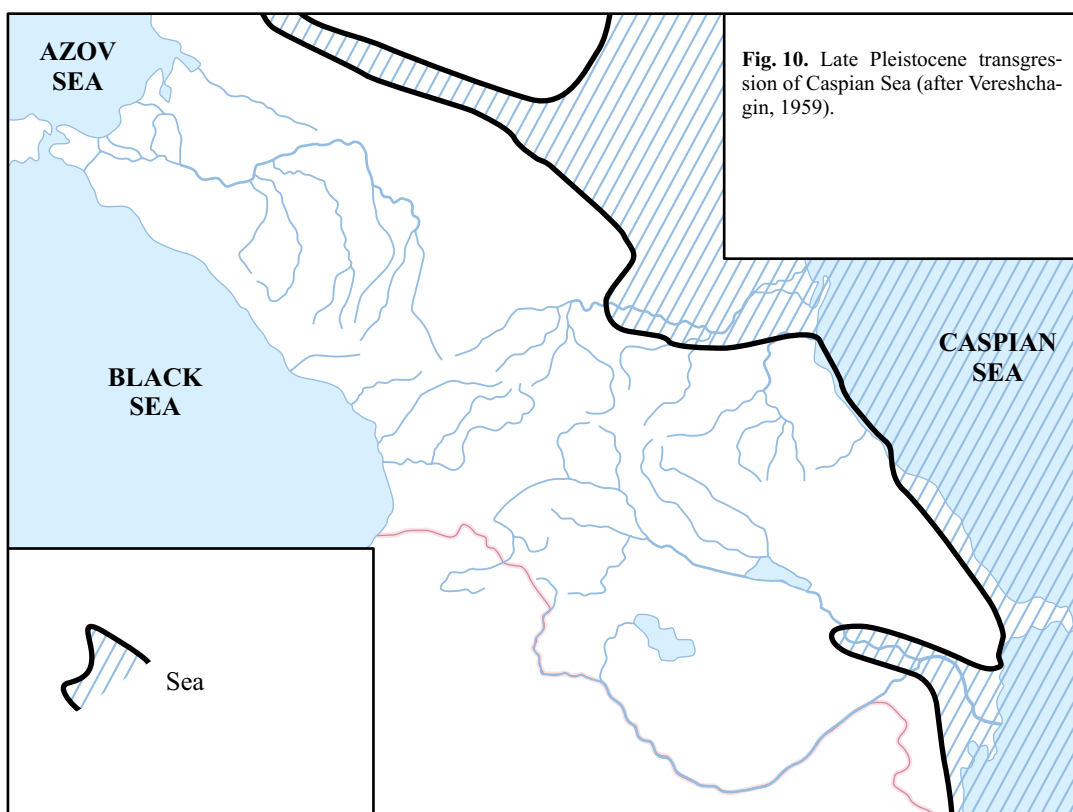 AZOV
SEA
Fig. 10. Late Pleistocene transgres-
sion of Caspian Sea (after Vereshcha-
gin, 1959).
CASPIAN
SEA
BLACK
SEA
Sea